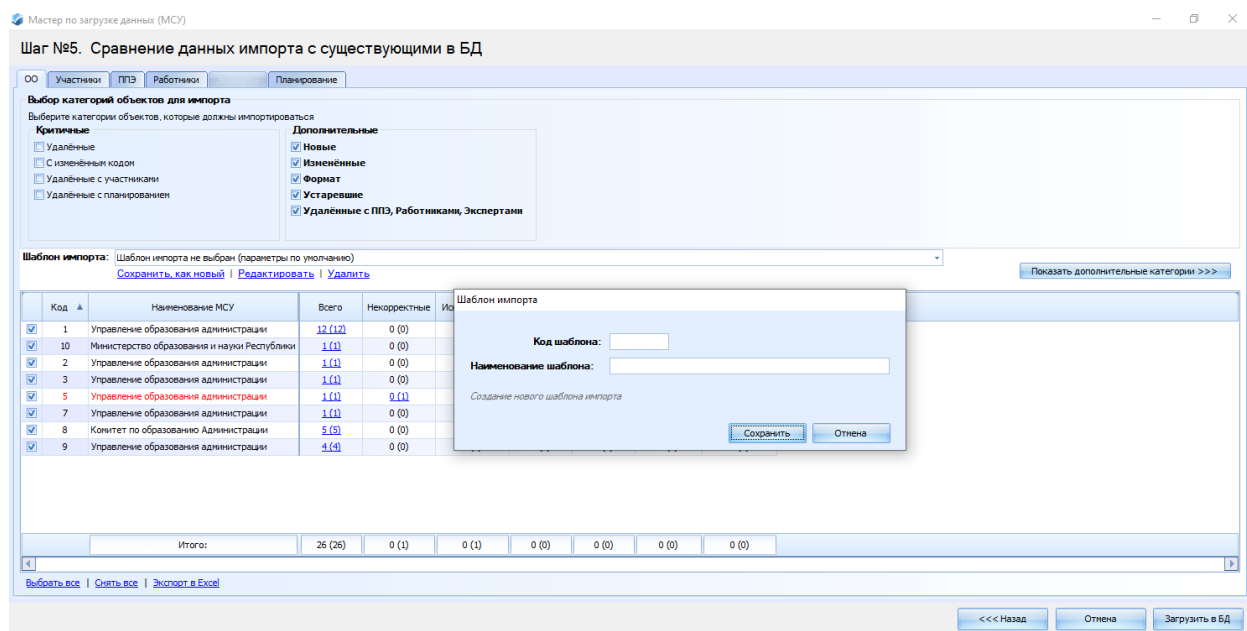 Мастер по загрузке данных (МСУ)
Шаг №5. Сравнение данных импорта с существующими в БД
ОО Участники ППЭ Работники Планирование
Выбор категорий объектов для импорта
Выберите категории объектов, которые должны импортироваться
Критичные Дополнительные
Удалённые Новые
С изменённым кодом Изменённые
Удалённые с участниками Формат
Удалённые с планированием Устаревшие
Удалённые с ППЭ, Работниками, Экспертами
Шаблон импорта: Шаблон импорта не выбран (параметры по умолчанию)
Сохранить, как новый | Редактировать | Удалить Показать дополнительные категории >>>
Код Наименование МСУ Всего Некорректные
1 Управление образования администрации 12 (12) 0 (0)
10 Министерство образования и науки Республики 1 (1) 0 (0)
2 Управление образования администрации 1 (1) 0 (0)
3 Управление образования администрации 1 (1) 0 (0)
5 Управление образования администрации 1 (1) 0 (1)
7 Управление образования администрации 1 (1) 0 (0)
8 Комитет по образованию Администрации 5 (5) 0 (0)
9 Управление образования администрации 4 (4) 0 (0)
Шаблон импорта
Код шаблона:
Наименование шаблона:
Создание нового шаблона импорта
Сохранить Отмена
Итого: 26 (26) 0 (1) 0 (1) 0 (0) 0 (0) 0 (0) 0 (0)
Выбрать все | Снять все | Экспорт в Excel
<<< Назад Отмена Загрузить в БД